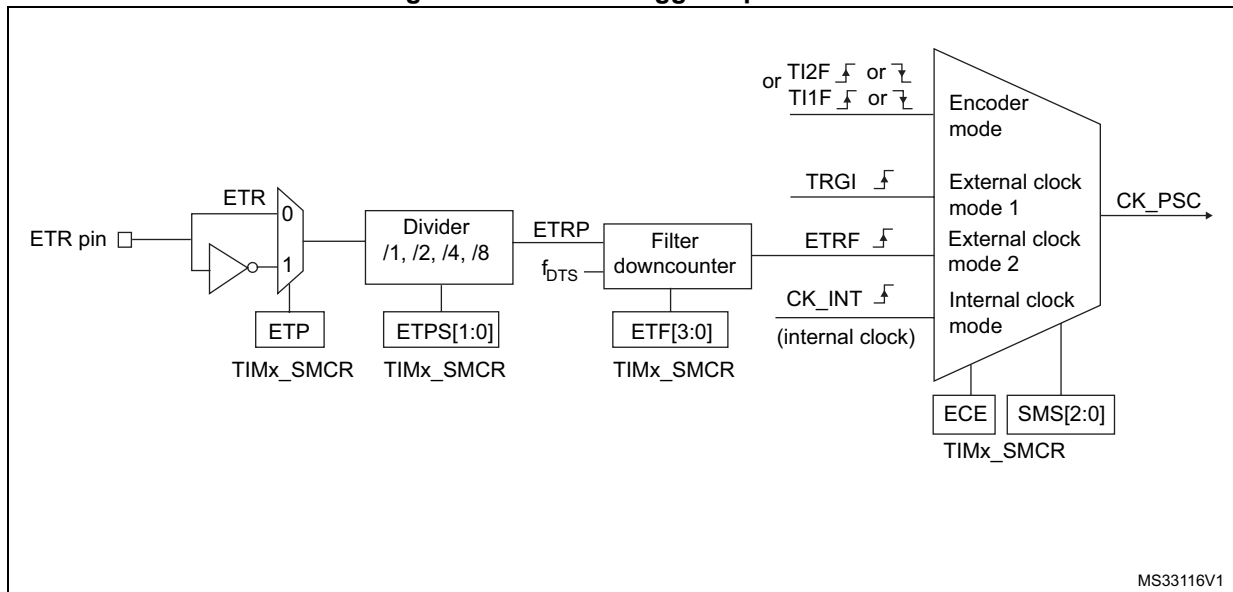 or TI2F or
TI1F or
Encoder
mode
TRGI
External clock
mode 1
CK_PSC
ETR
0
ETR pin
1
Divider
/1, /2, /4, /8
ETRP
f_DTS
Filter
downcounter
ETRF
External clock
mode 2
CK_INT
(internal clock)
Internal clock
mode
ETP
TIMx_SMCR
ETPS[1:0]
TIMx_SMCR
ETF[3:0]
TIMx_SMCR
ECE
SMS[2:0]
TIMx_SMCR
MS33116V1